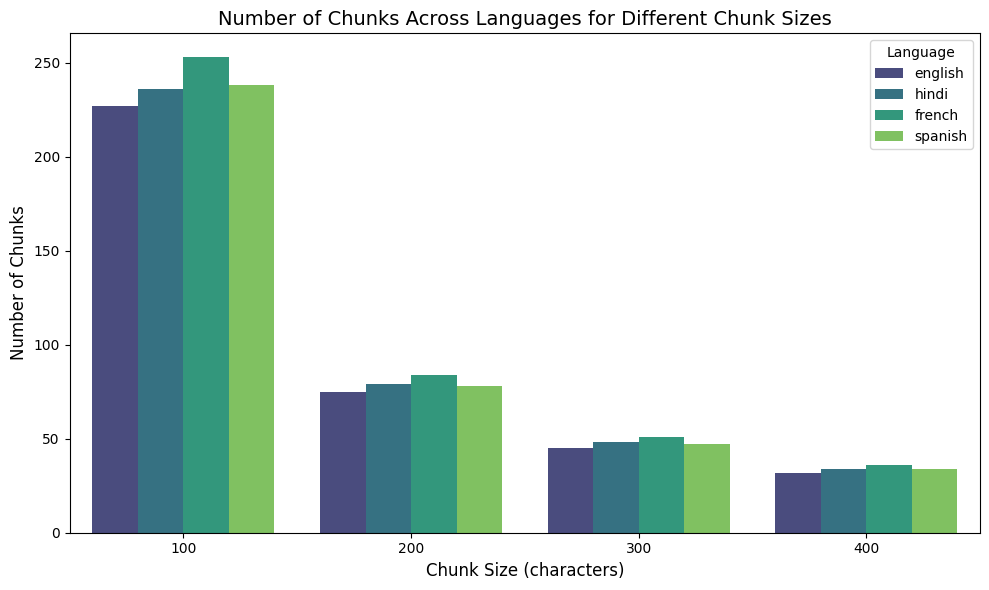 Number of Chunks Across Languages for Different Chunk Sizes
Number of Chunks
250
200
150
100
50
0
Language
english
hindi
french
spanish
100
200
300
400
Chunk Size (characters)